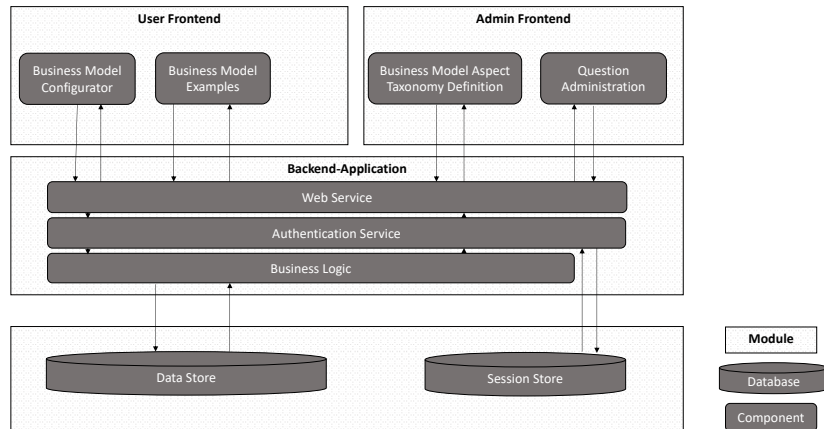 User Frontend
Admin Frontend
Business Model
Configurator
Business Model
Examples
Business Model Aspect
Taxonomy Definition
Question
Administration
Backend-Application
Web Service
Authentication Service
Business Logic
Data Store
Session Store
Module
Database
Component